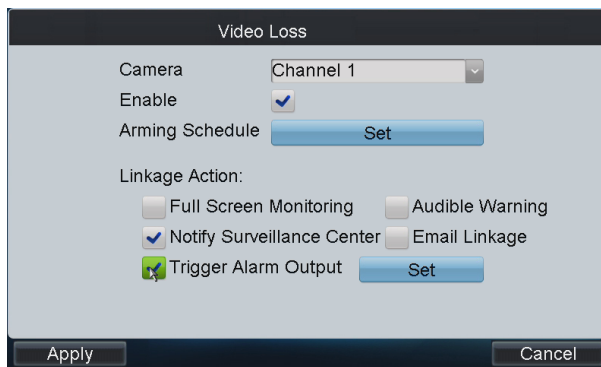 Video Loss
Camera Channel 1
Enable
Arming Schedule Set
Linkage Action:
Full Screen Monitoring Audible Warning
Notify Surveillance Center Email Linkage
Trigger Alarm Output Set
Apply Cancel